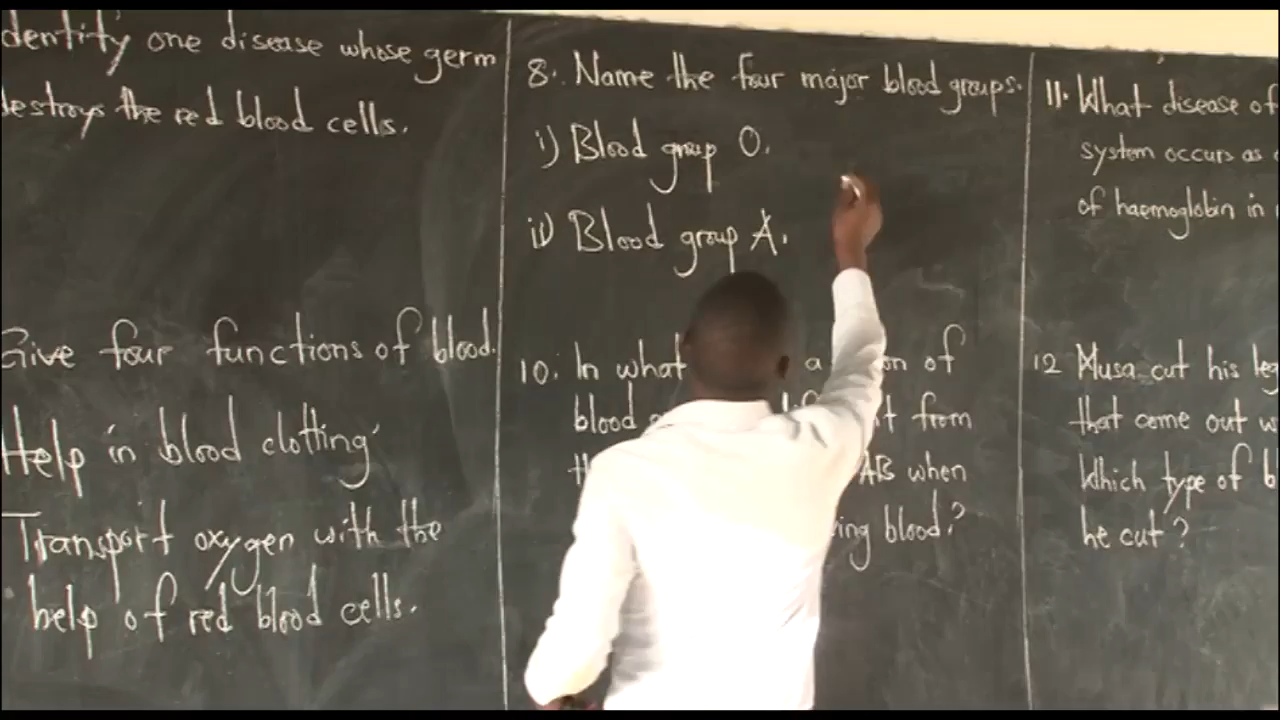 dentify one disease whose germ
destroys the red blood cells.
Give four functions of blood.
Help in blood clotting
Transport oxygen with the
help of red blood cells.
8. Name the four major blood groups.
i) Blood group O.
ii) Blood group A.
10. In what a of
blood from
AB when
blood?
11. What disease of
system occurs as
of haemoglobin in
12 Musa cut his leg
that came out
Which type of
he cut?